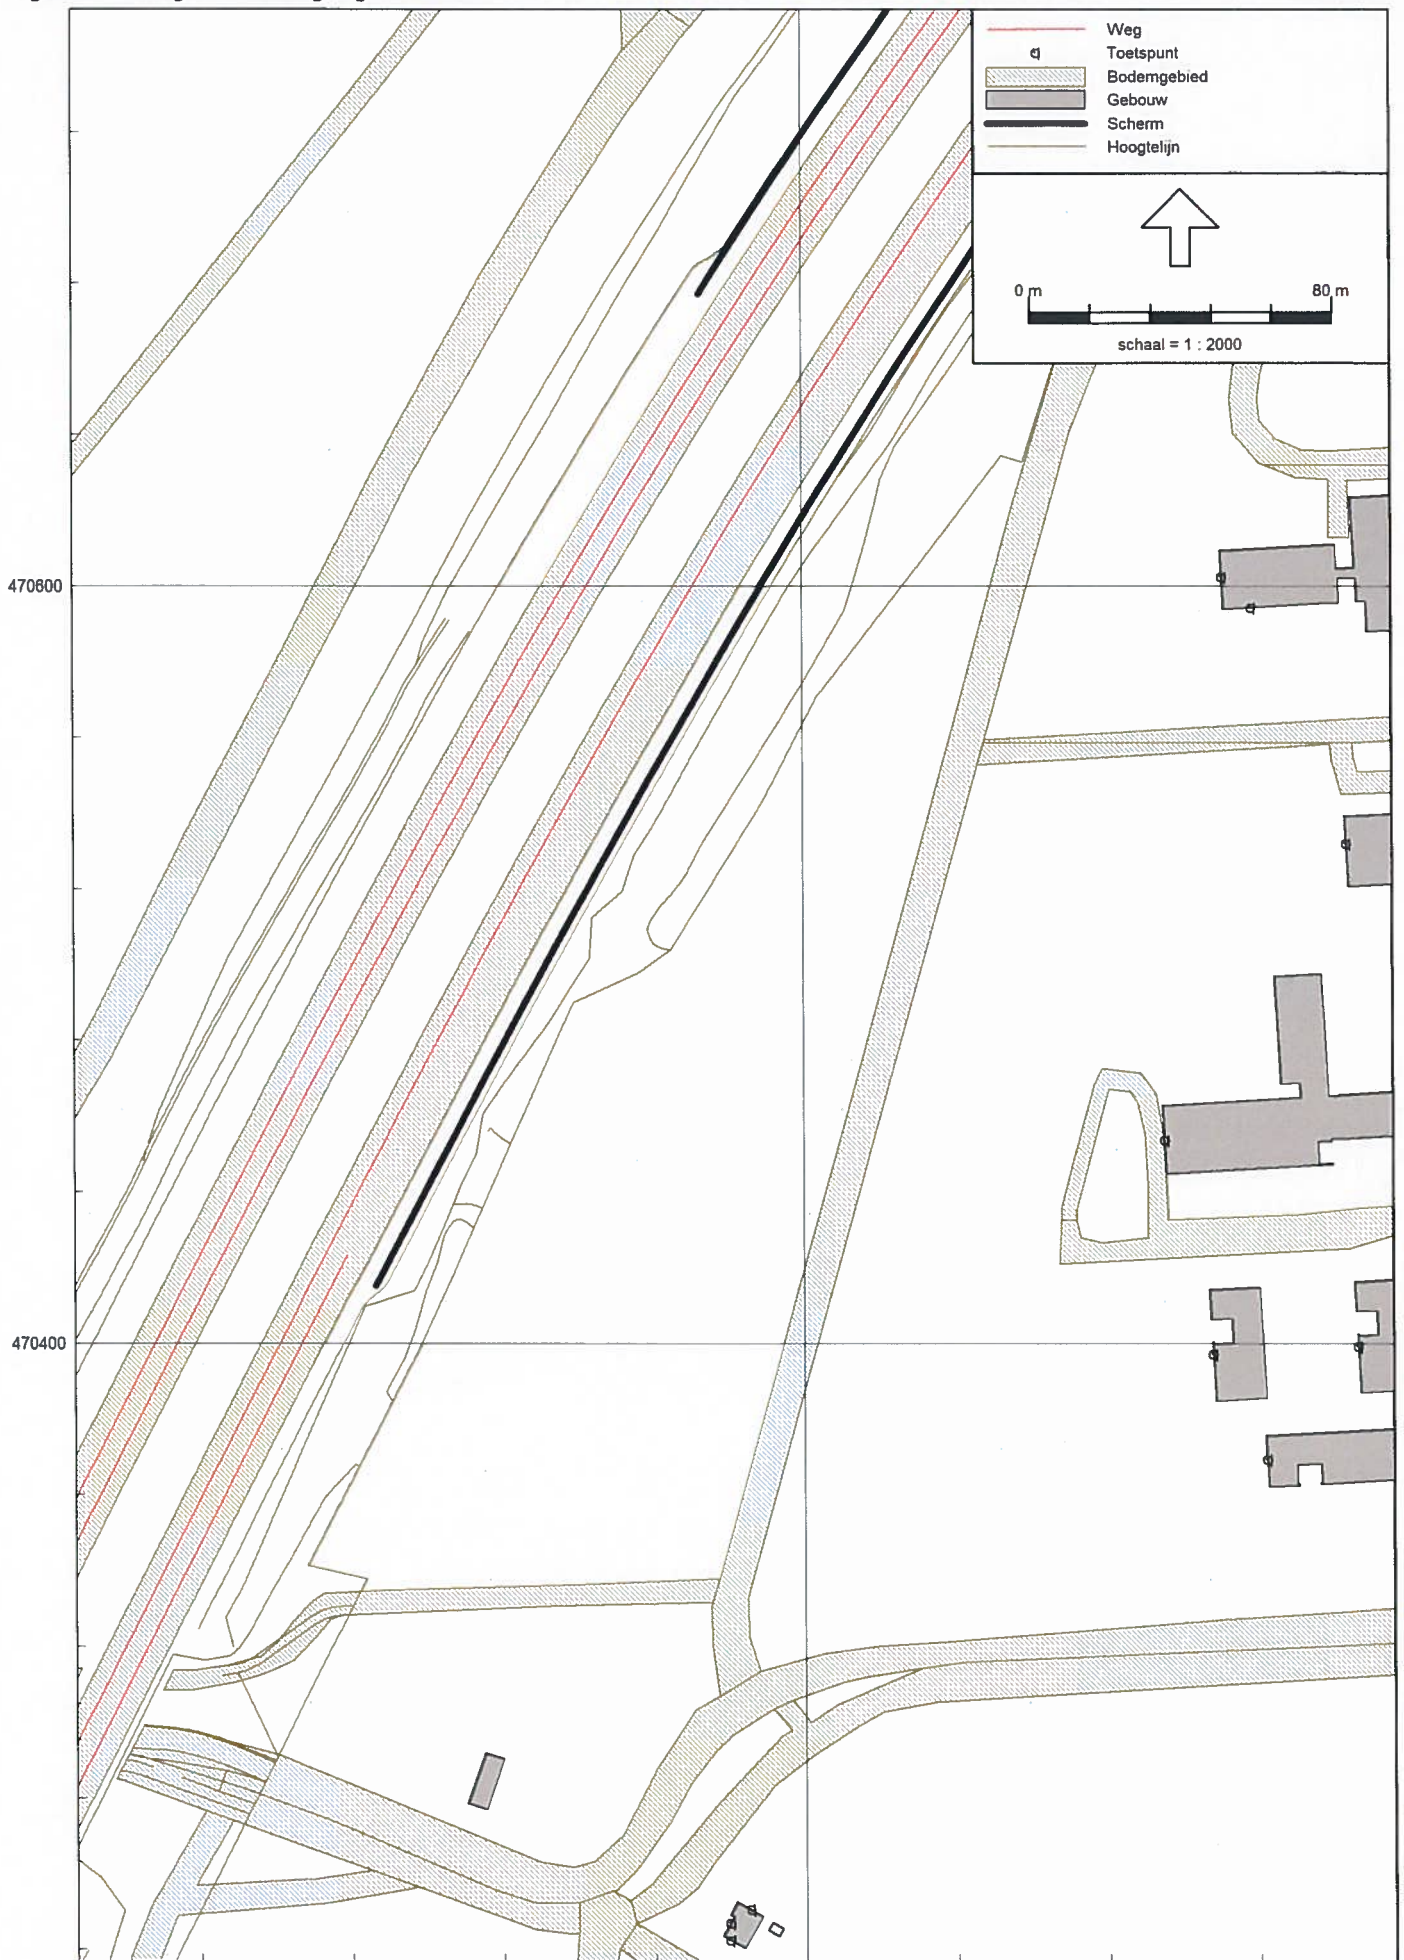 Weg
Toetspunt
Bodemgebied
Gebouw
Scherm
Hoogtelijn
0 m 80 m
schaal = 1 : 2000
470600
470400